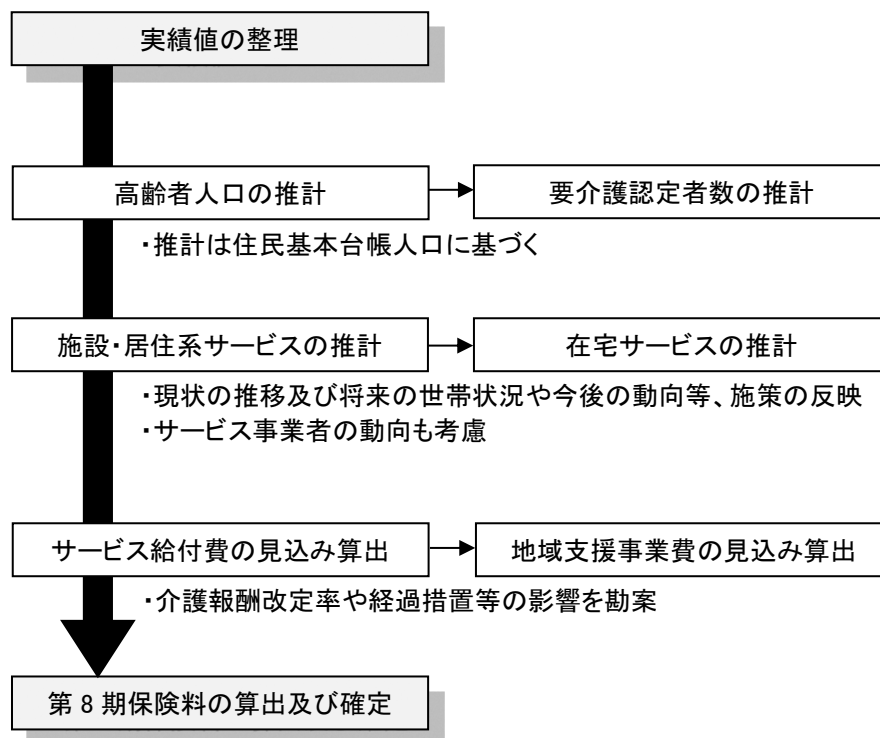 実績値の整理
高齢者人口の推計
要介護認定者数の推計
・推計は住民基本台帳人口に基づく
施設・居住系サービスの推計
在宅サービスの推計
・現状の推移及び将来の世帯状況や今後の動向等、施策の反映
・サービス事業者の動向も考慮
サービス給付費の見込み算出
地域支援事業費の見込み算出
・介護報酬改定率や経過措置等の影響を勘案
第 8 期保険料の算出及び確定